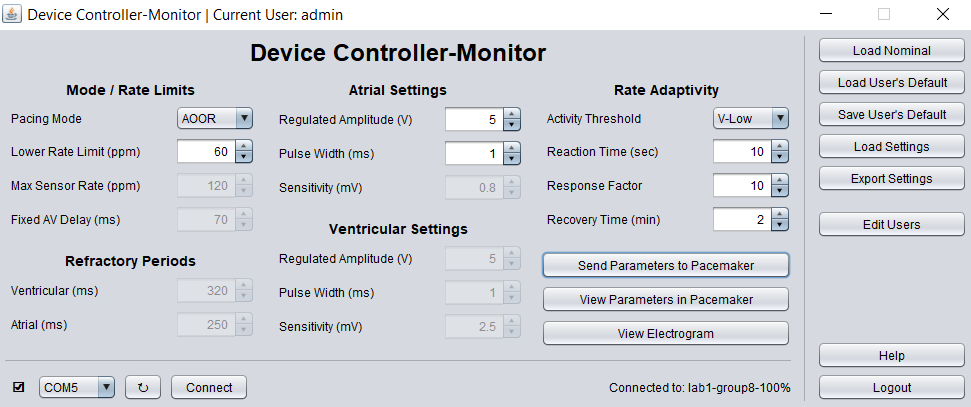 Device Controller-Monitor | Current User: admin
Device Controller-Monitor
Mode / Rate Limits
Pacing Mode AOOR
Lower Rate Limit (ppm) 60
Max Sensor Rate (ppm) 120
Fixed AV Delay (ms) 70
Refractory Periods
Ventricular (ms) 320
Atrial (ms) 250
Atrial Settings
Regulated Amplitude (V) 5
Pulse Width (ms) 1
Sensitivity (mV) 0.8
Ventricular Settings
Regulated Amplitude (V) 5
Pulse Width (ms) 1
Sensitivity (mV) 2.5
Rate Adaptivity
Activity Threshold V-Low
Reaction Time (sec) 10
Response Factor 10
Recovery Time (min) 2
Send Parameters to Pacemaker
View Parameters in Pacemaker
View Electrogram
COM5 ↻ Connect
Connected to: lab1-group8-100%
Load Nominal
Load User's Default
Save User's Default
Load Settings
Export Settings
Edit Users
Help
Logout